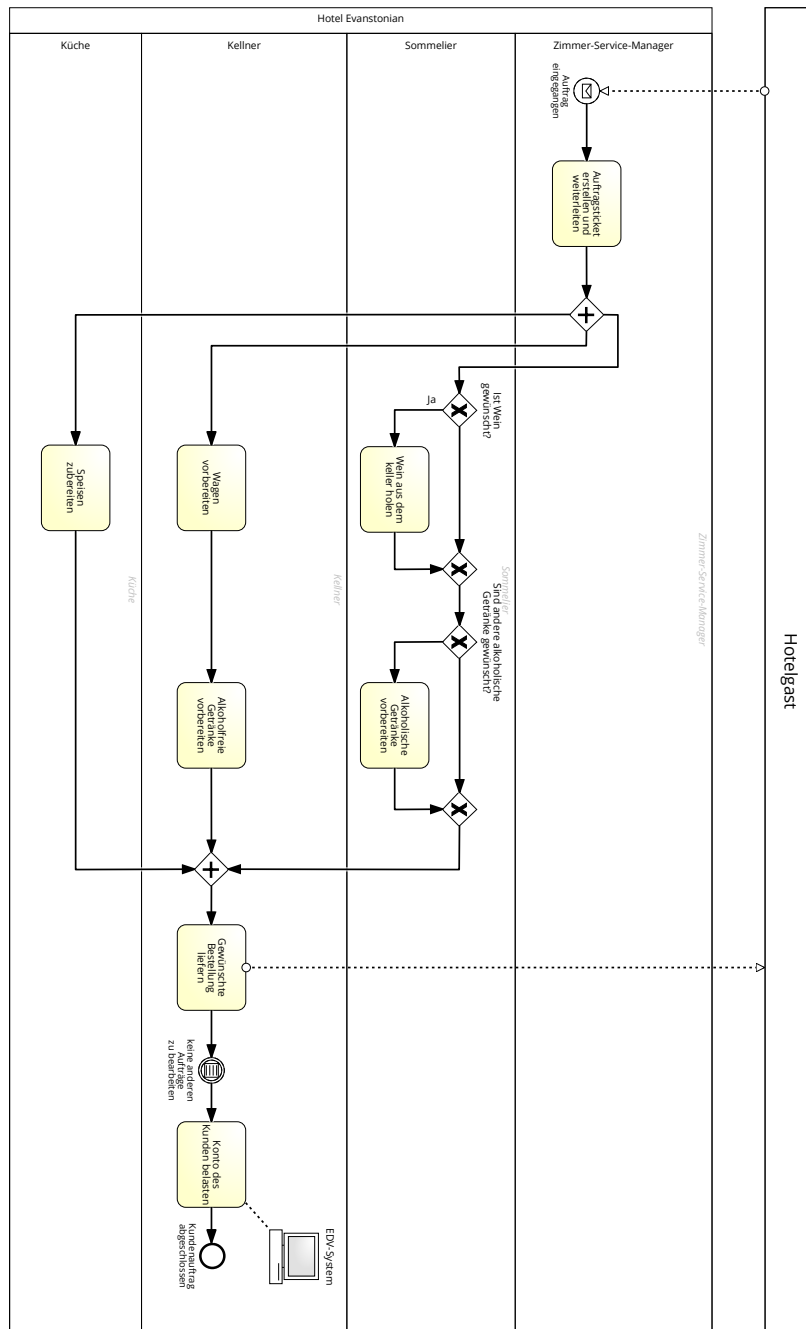 Hotel Evanstonian
Küche
Kellner
Sommelier
Zimmer-Service-Manager
Auftrag
eingegangen
Auftragsticket
erstellen und
weiterleiten
Ist Wein
gewünscht?
Ja
Wein aus dem
keller holen
Wagen
vorbereiten
Speisen
zubereiten
Zimmer-Service-Manager
Sommelier
Kellner
Küche
Sind andere alkoholische
Getränke gewünscht?
Hotelgast
Alkoholische
Getränke
vorbereiten
Alkoholfreie
Getränke
vorbereiten
Gewünschte
Bestellung
liefern
keine anderen
Aufträge
zu bearbeiten
Konto des
Kunden belasten
EDV-System
Kundenauftrag
abgeschlossen